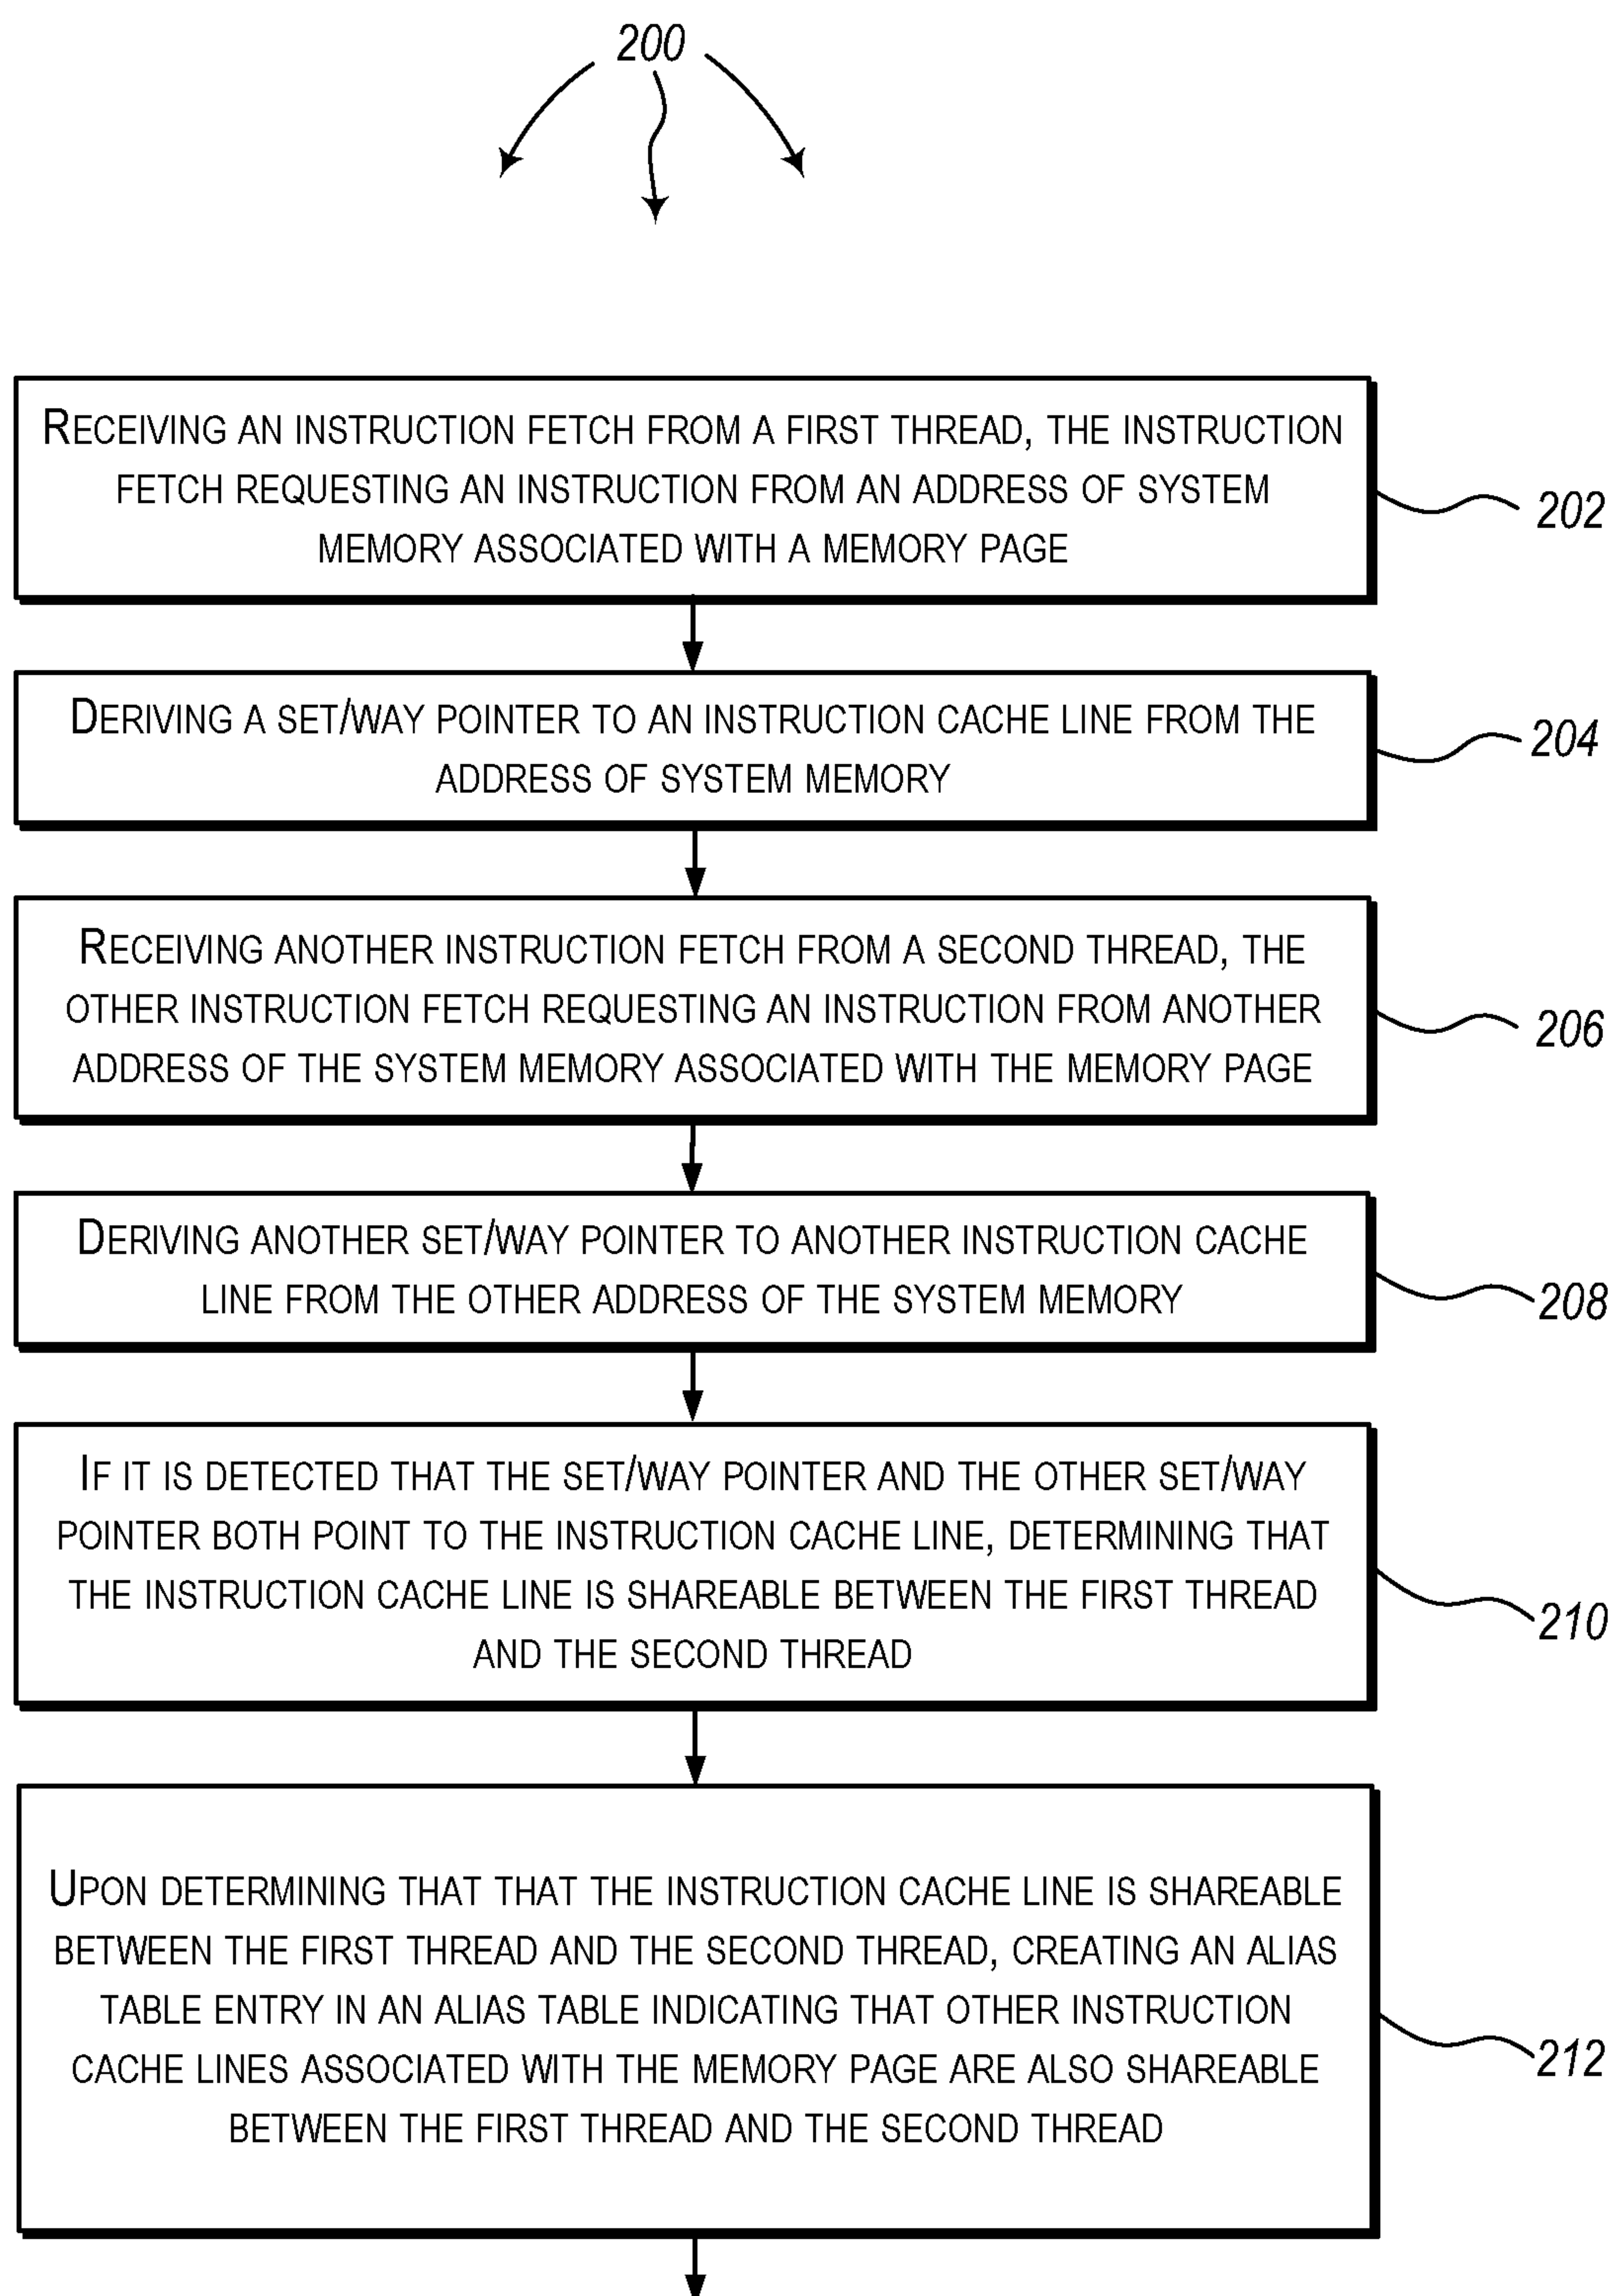 200
RECEIVING AN INSTRUCTION FETCH FROM A FIRST THREAD, THE INSTRUCTION
FETCH REQUESTING AN INSTRUCTION FROM AN ADDRESS OF SYSTEM
MEMORY ASSOCIATED WITH A MEMORY PAGE
202
DERIVING A SET/WAY POINTER TO AN INSTRUCTION CACHE LINE FROM THE
ADDRESS OF SYSTEM MEMORY
204
RECEIVING ANOTHER INSTRUCTION FETCH FROM A SECOND THREAD, THE
OTHER INSTRUCTION FETCH REQUESTING AN INSTRUCTION FROM ANOTHER
ADDRESS OF THE SYSTEM MEMORY ASSOCIATED WITH THE MEMORY PAGE
206
DERIVING ANOTHER SET/WAY POINTER TO ANOTHER INSTRUCTION CACHE
LINE FROM THE OTHER ADDRESS OF THE SYSTEM MEMORY
208
IF IT IS DETECTED THAT THE SET/WAY POINTER AND THE OTHER SET/WAY
POINTER BOTH POINT TO THE INSTRUCTION CACHE LINE, DETERMINING THAT
THE INSTRUCTION CACHE LINE IS SHAREABLE BETWEEN THE FIRST THREAD
AND THE SECOND THREAD
210
UPON DETERMINING THAT THAT THE INSTRUCTION CACHE LINE IS SHAREABLE
BETWEEN THE FIRST THREAD AND THE SECOND THREAD, CREATING AN ALIAS
TABLE ENTRY IN AN ALIAS TABLE INDICATING THAT OTHER INSTRUCTION
CACHE LINES ASSOCIATED WITH THE MEMORY PAGE ARE ALSO SHAREABLE
BETWEEN THE FIRST THREAD AND THE SECOND THREAD
212